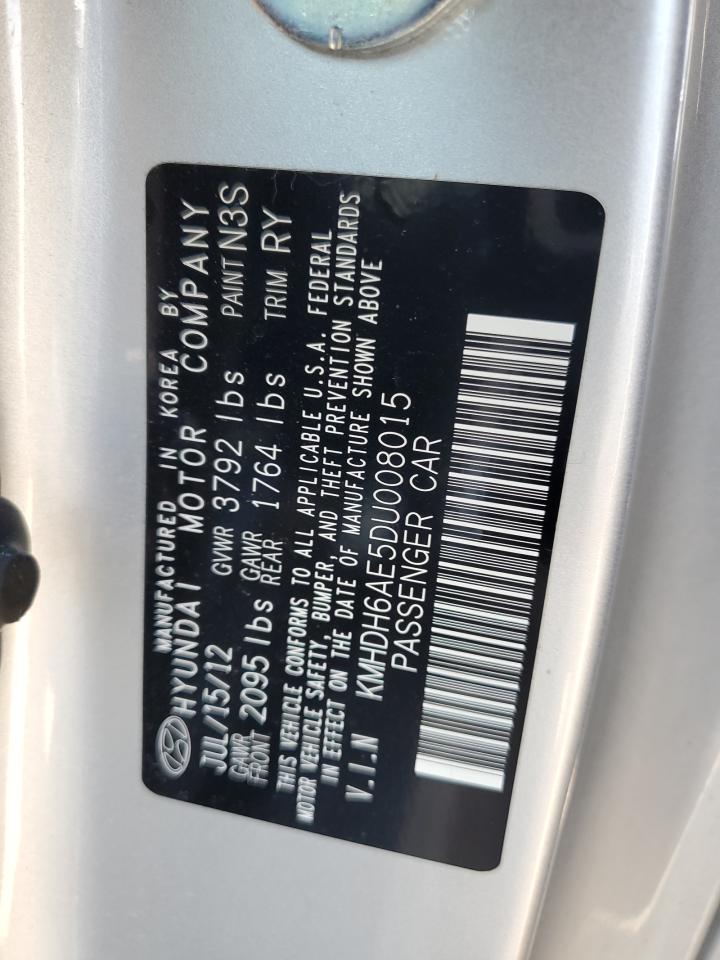 MANUFACTURED IN KOREA BY
HYUNDAI MOTOR COMPANY
JUL/15/12 GVWR 3792 lbs PAINT N3S
GAWR FRONT 2095 lbs GAWR REAR 1764 lbs TRIM RY
THIS VEHICLE CONFORMS TO ALL APPLICABLE U.S.A. FEDERAL
MOTOR VEHICLE SAFETY, BUMPER, AND THEFT PREVENTION STANDARDS
IN EFFECT ON THE DATE OF MANUFACTURE SHOWN ABOVE
V.I.N KMHDH6AE5DU008015
PASSENGER CAR